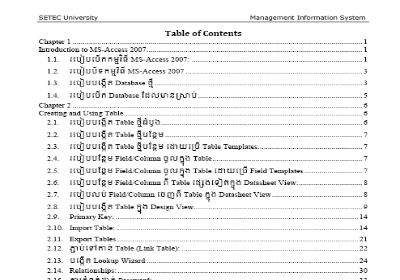 SETEC University Management Information System
Table of Contents
Chapter 1 1
Introduction to MS-Access 2007 1
1.1. របៀបបើកកម្មវិធី MS-Access 2007: 1
1.2. របៀបបិទកម្មវិធី MS-Access 2007 3
1.3. របៀបបង្កើត Database ថ្មី 3
1.4. របៀបបើក Database ដែលមានស្រាប់ 5
Chapter 2 6
Creating and Using Table 6
2.1. របៀបបង្កើត Table ថ្មីដំបូង 6
2.2. របៀបបង្កើត Table ថ្មីបន្ថែម 7
2.3. របៀបបង្កើត Table ថ្មីបន្ថែម ដោយប្រើ Table Templates 7
2.4. របៀបបន្ថែម Field/Column ចូលក្នុង Table 7
2.5. របៀបបន្ថែម Field/Column ចូលក្នុង Table ដោយប្រើ Field Templates 7
2.6. របៀបបន្ថែម Field/Column ពី Table ផ្សេងទៀតក្នុង Datasheet View 8
2.7. របៀបលប់ Field/Column ចេញពី Table ក្នុង Datasheet View 8
2.8. របៀបបង្កើត Table ក្នុង Design View 9
2.9. Primary Key: 14
2.10. Import Table: 14
2.11. Export Tables 21
2.12. ភ្ជាប់ទៅកាន់ Table (Link Table): 22
2.13. បង្កើត Lookup Wizard 24
2.14. Relationships: 30